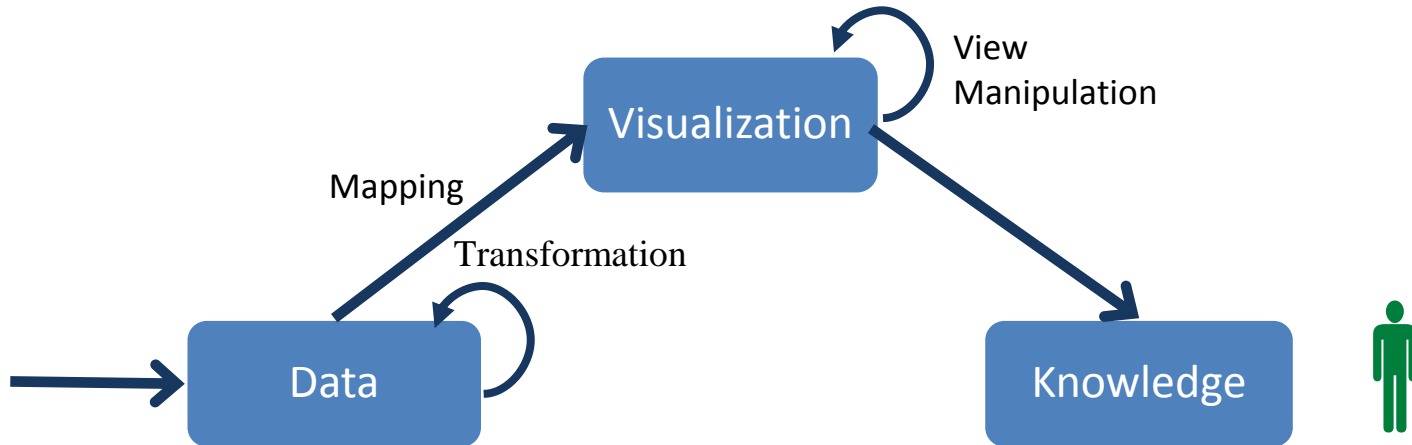 View
Manipulation
Visualization
Mapping
Transformation
Data
Knowledge